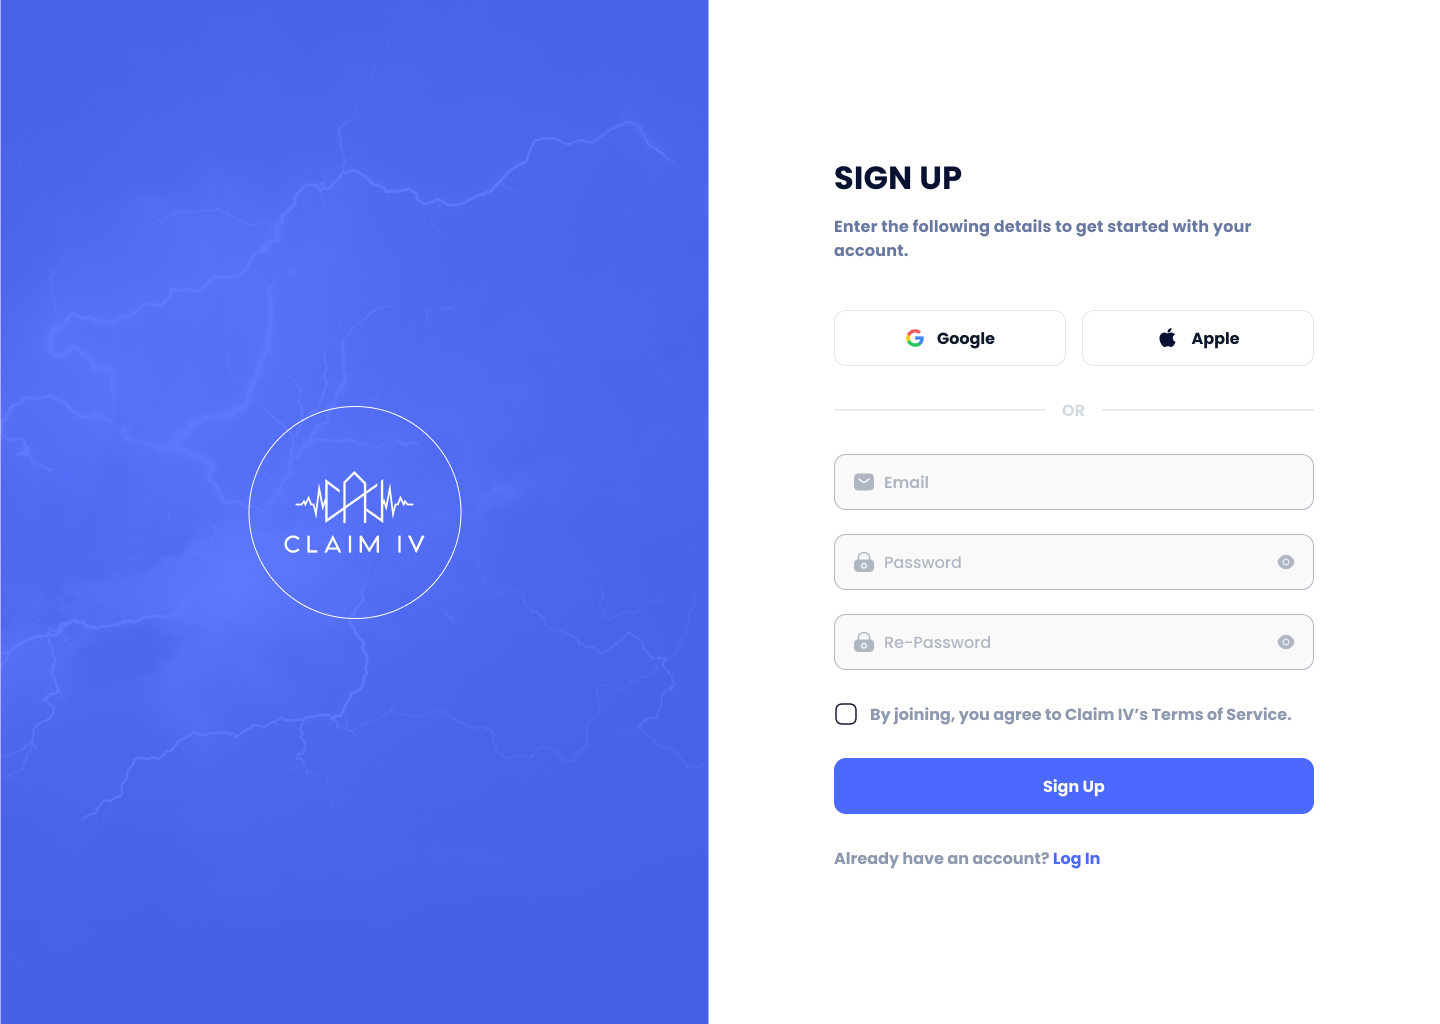 CLAIM IV
SIGN UP
Enter the following details to get started with your
account.
Google
Apple
OR
Email
Password
Re-Password
By joining, you agree to Claim IV’s Terms of Service.
Sign Up
Already have an account? Log In